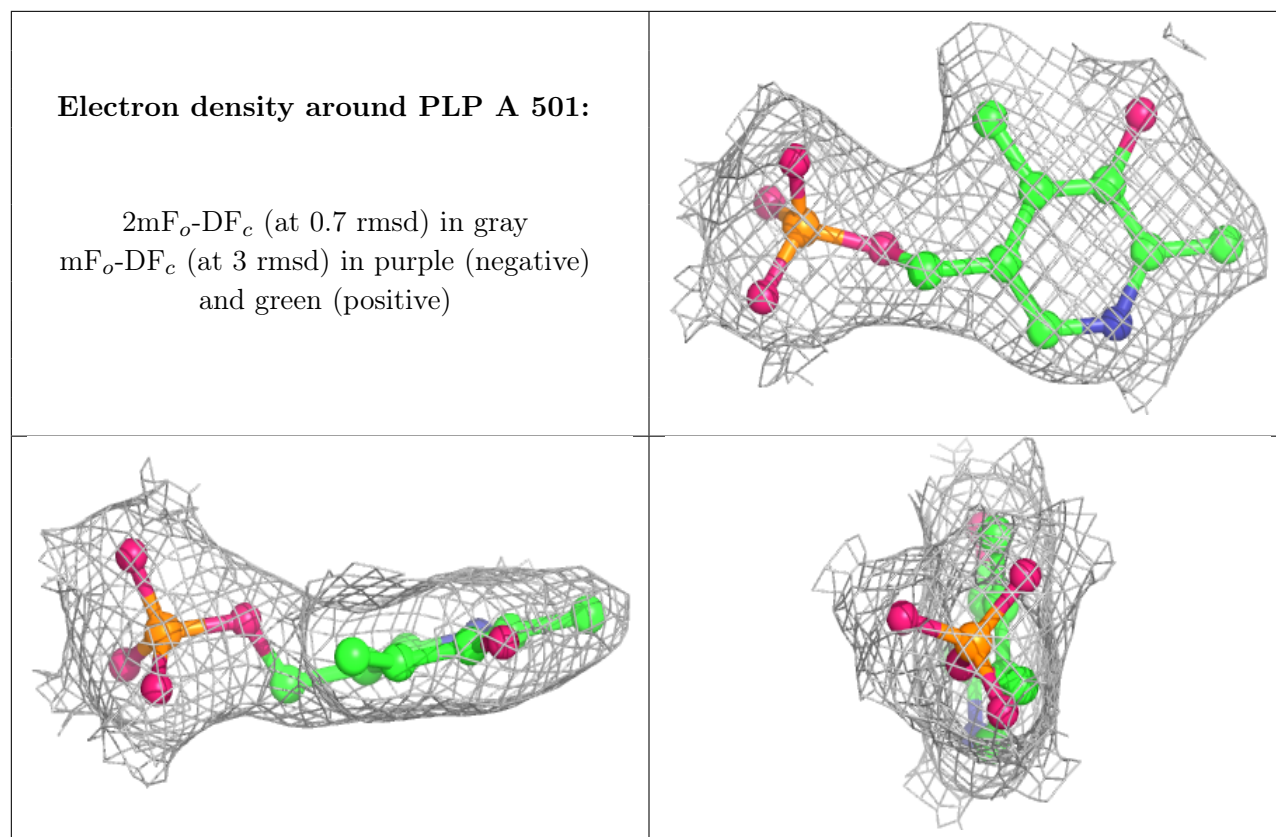 Electron density around PLP A 501:
2mFₒ-DF𝑐 (at 0.7 rmsd) in gray
mFₒ-DF𝑐 (at 3 rmsd) in purple (negative)
and green (positive)